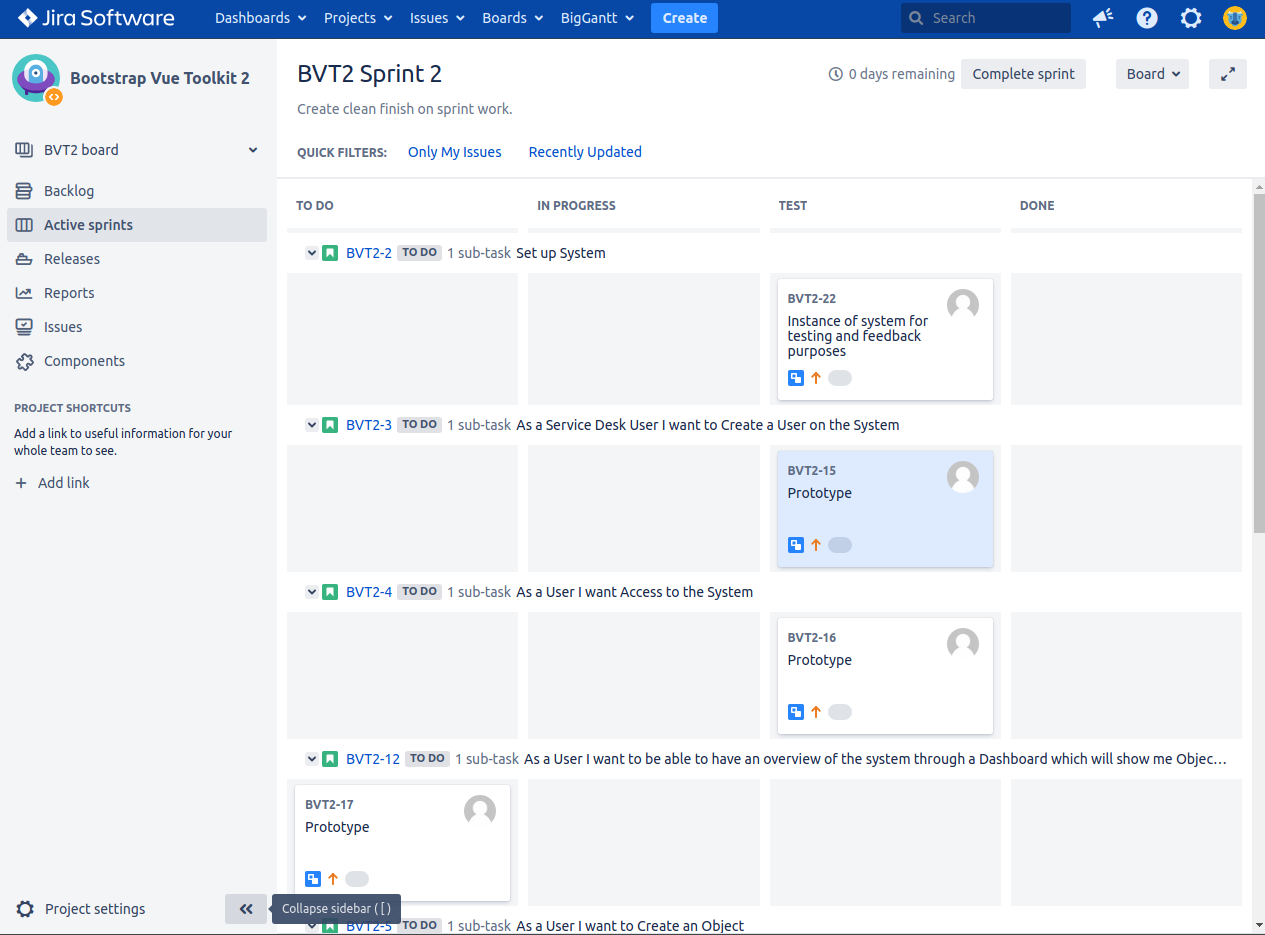 Jira Software Dashboards Projects Issues Boards BigGantt Create Search
Bootstrap Vue Toolkit 2
BVT2 board
Backlog
Active sprints
Releases
Reports
Issues
Components
PROJECT SHORTCUTS
Add a link to useful information for your
whole team to see.
+ Add link
Project settings
Collapse sidebar ( [ )
BVT2 Sprint 2
0 days remaining Complete sprint Board
Create clean finish on sprint work.
QUICK FILTERS: Only My Issues Recently Updated
TO DO IN PROGRESS TEST DONE
BVT2-2 TO DO 1 sub-task Set up System
BVT2-22
Instance of system for
testing and feedback
purposes
BVT2-3 TO DO 1 sub-task As a Service Desk User I want to Create a User on the System
BVT2-15
Prototype
BVT2-4 TO DO 1 sub-task As a User I want Access to the System
BVT2-16
Prototype
BVT2-12 TO DO 1 sub-task As a User I want to be able to have an overview of the system through a Dashboard which will show me Objec...
BVT2-17
Prototype
BVT2-5 TO DO 1 sub-task As a User I want to Create an Object